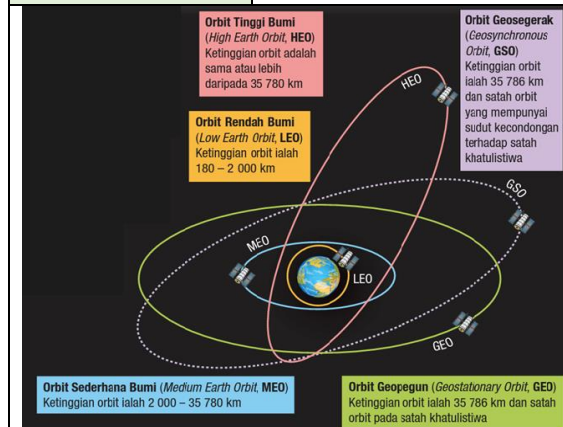 Orbit Tinggi Bumi
(High Earth Orbit, HEO)
Ketinggian orbit adalah
sama atau lebih
daripada 35 780 km
Orbit Geosegerak
(Geosynchronous
Orbit, GSO)
Ketinggian orbit
ialah 35 786 km
dan satah orbit
yang mempunyai
sudut kecondongan
terhadap satah
khatulistiwa
Orbit Rendah Bumi
(Low Earth Orbit, LEO)
Ketinggian orbit ialah
180 – 2 000 km
HEO
GSO
MEO
LEO
GEO
Orbit Sederhana Bumi (Medium Earth Orbit, MEO)
Ketinggian orbit ialah 2 000 – 35 780 km
Orbit Geopegun (Geostationary Orbit, GEO)
Ketinggian orbit ialah 35 786 km dan satah
orbit pada satah khatulistiwa